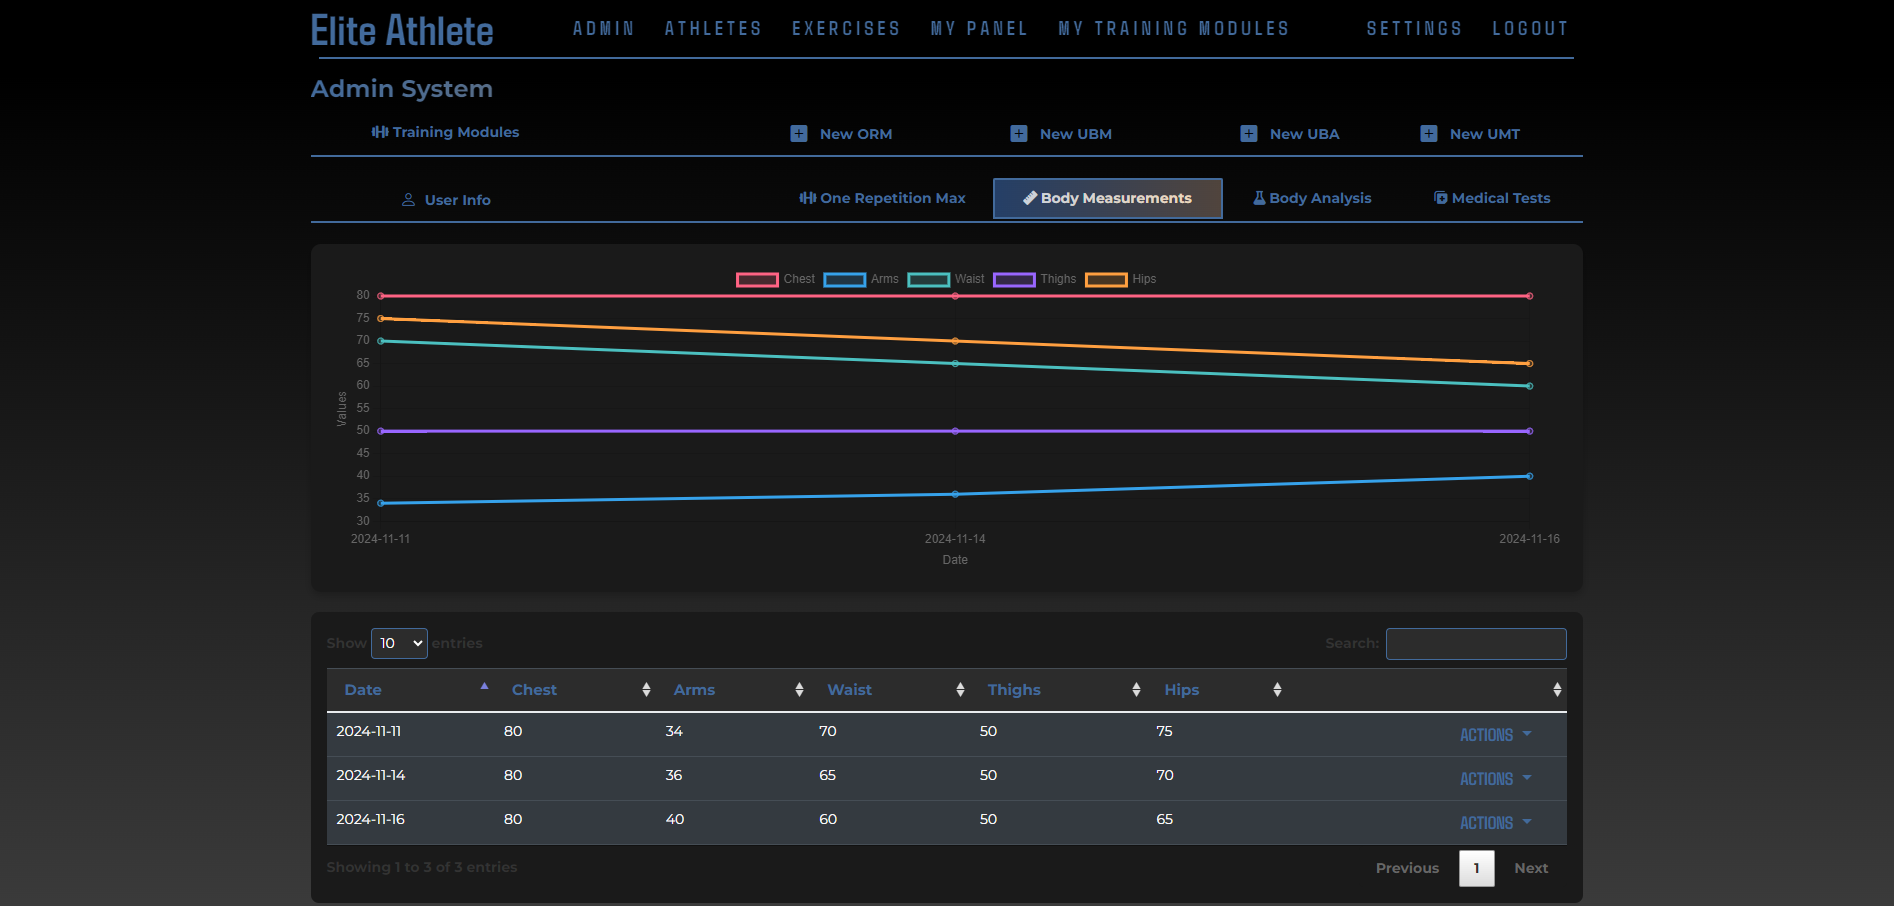 Elite Athlete ADMIN ATHLETES EXERCISES MY PANEL MY TRAINING MODULES SETTINGS LOGOUT
Admin System
Training Modules New ORM New UBM New UBA New UMT
User Info One Repetition Max Body Measurements Body Analysis Medical Tests
Chest Arms Waist Thighs Hips
80
75
70
65
60
55
50
45
40
35
30
Values
2024-11-11 2024-11-14 2024-11-16
Date
Show 10 entries Search:
Date Chest Arms Waist Thighs Hips
2024-11-11 80 34 70 50 75 ACTIONS
2024-11-14 80 36 65 50 70 ACTIONS
2024-11-16 80 40 60 50 65 ACTIONS
Showing 1 to 3 of 3 entries Previous 1 Next